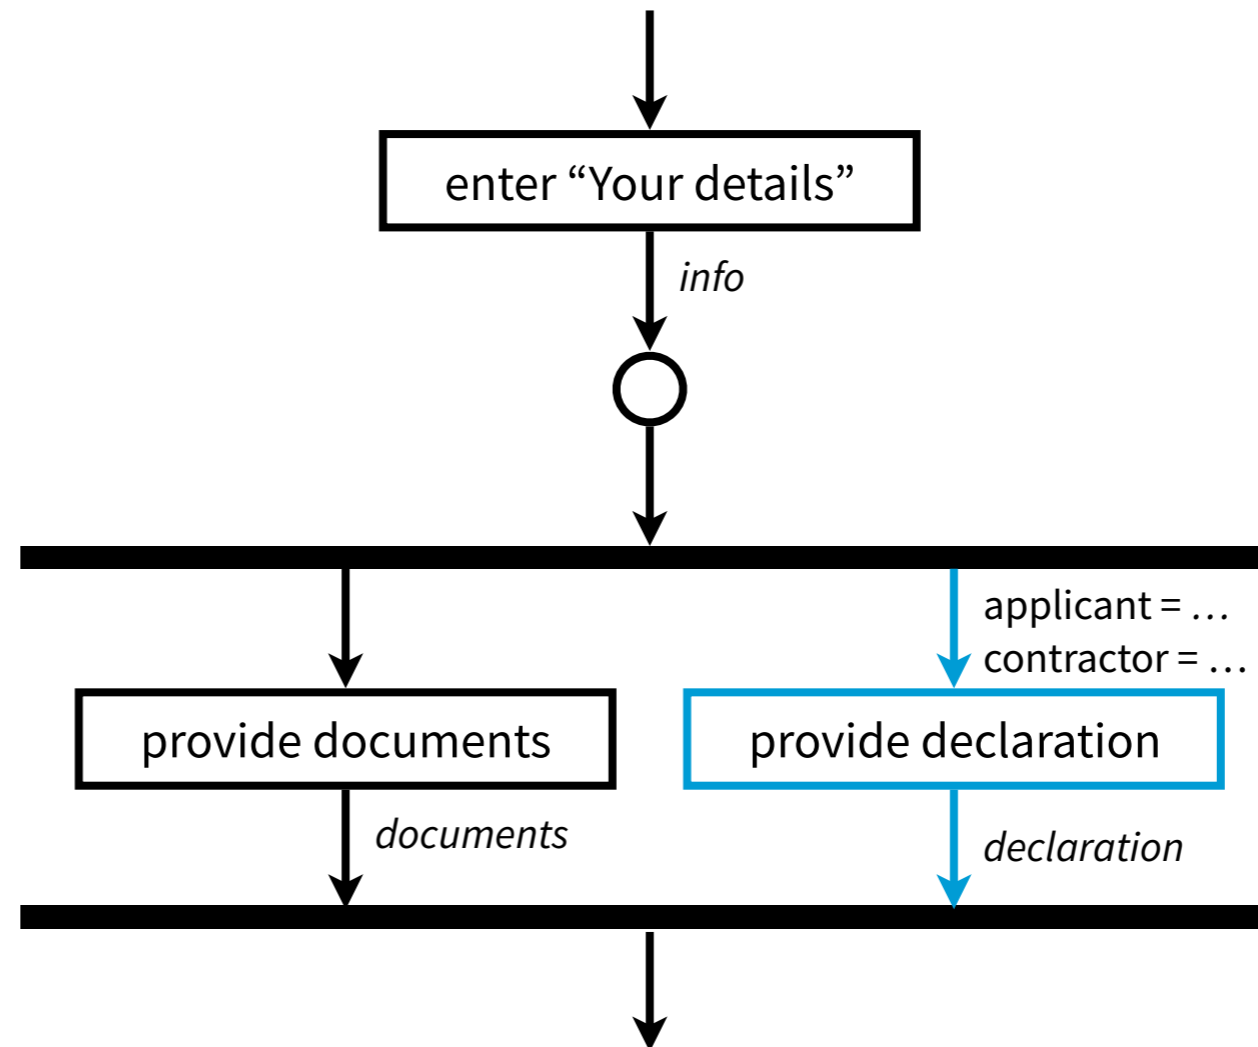 enter “Your details”
info
applicant = …
contractor = …
provide documents
provide declaration
documents
declaration